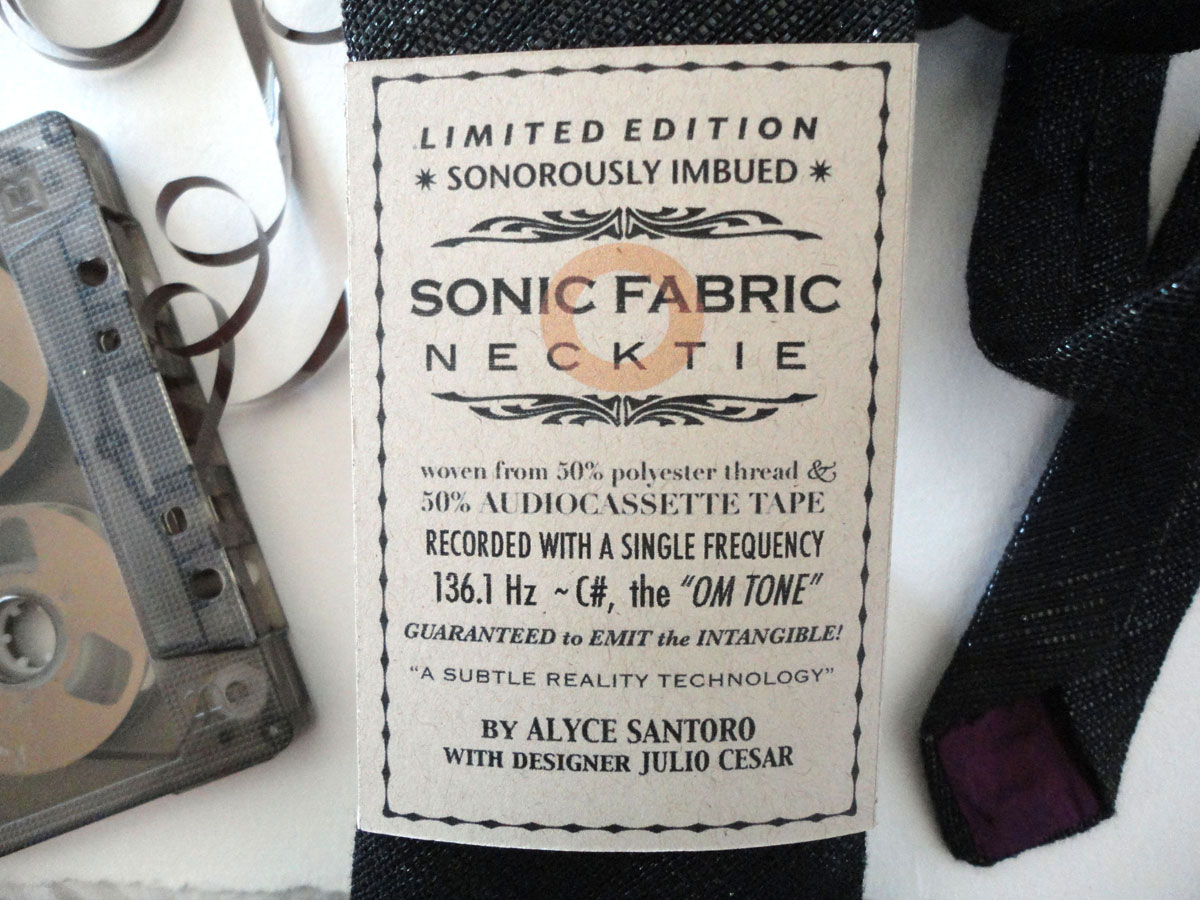 LIMITED EDITION
* SONOROUSLY IMBUED *
SONIC FABRIC
NECKTIE
woven from 50% polyester thread &
50% AUDIOCASSETTE TAPE
RECORDED WITH A SINGLE FREQUENCY
136.1 Hz ~ C#, the "OM TONE"
GUARANTEED to EMIT the INTANGIBLE!
"A SUBTLE REALITY TECHNOLOGY"
BY ALYCE SANTORO
WITH DESIGNER JULIO CESAR
B